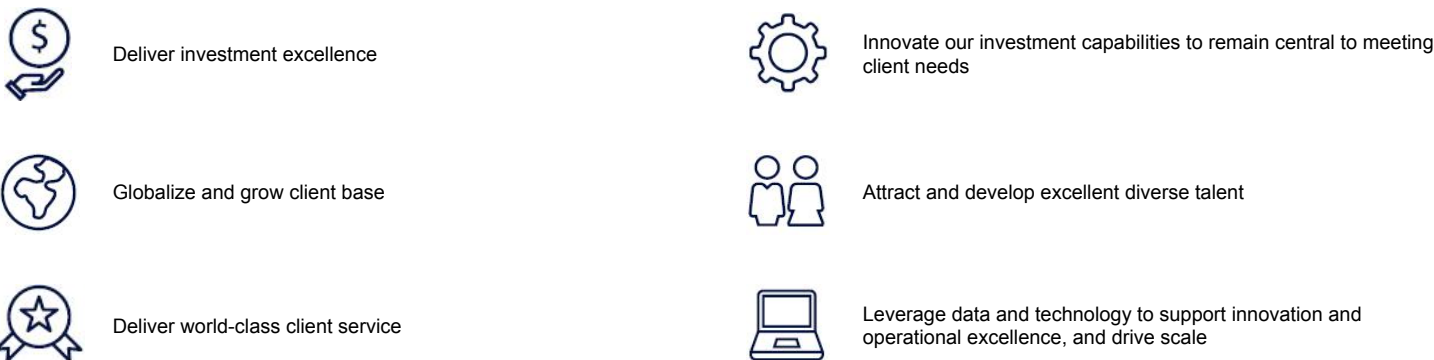 $
Deliver investment excellence
Globalize and grow client base
Deliver world-class client service
Innovate our investment capabilities to remain central to meeting
client needs
Attract and develop excellent diverse talent
Leverage data and technology to support innovation and
operational excellence, and drive scale